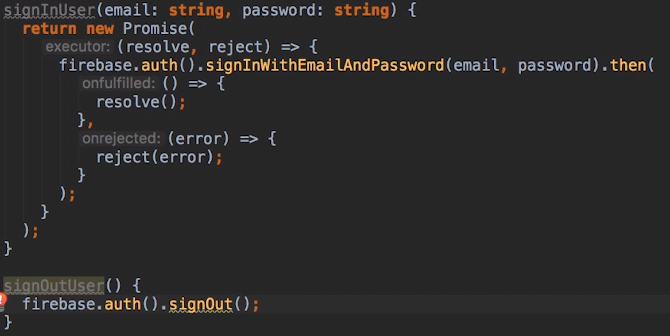 signInUser(email: string, password: string) {
return new Promise(
executor: (resolve, reject) => {
firebase.auth().signInWithEmailAndPassword(email, password).then(
onfulfilled: () => {
resolve();
},
onrejected: (error) => {
reject(error);
}
);
}
);
}
signOutUser() {
firebase.auth().signOut();
}